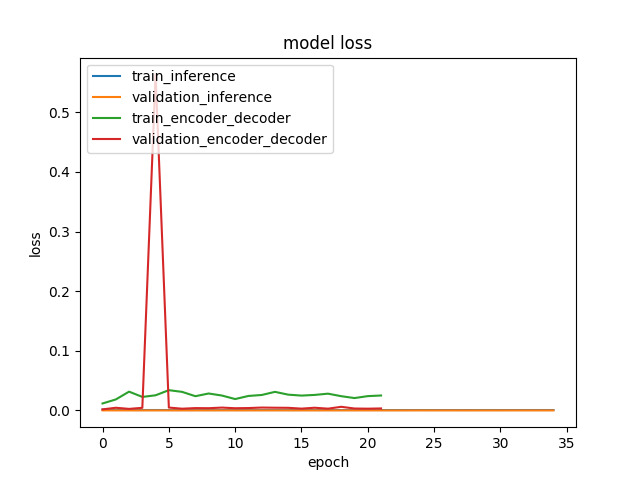 model loss
train_inference
validation_inference
train_encoder_decoder
validation_encoder_decoder
loss
0.5
0.4
0.3
0.2
0.1
0.0
0 5 10 15 20 25 30 35
epoch